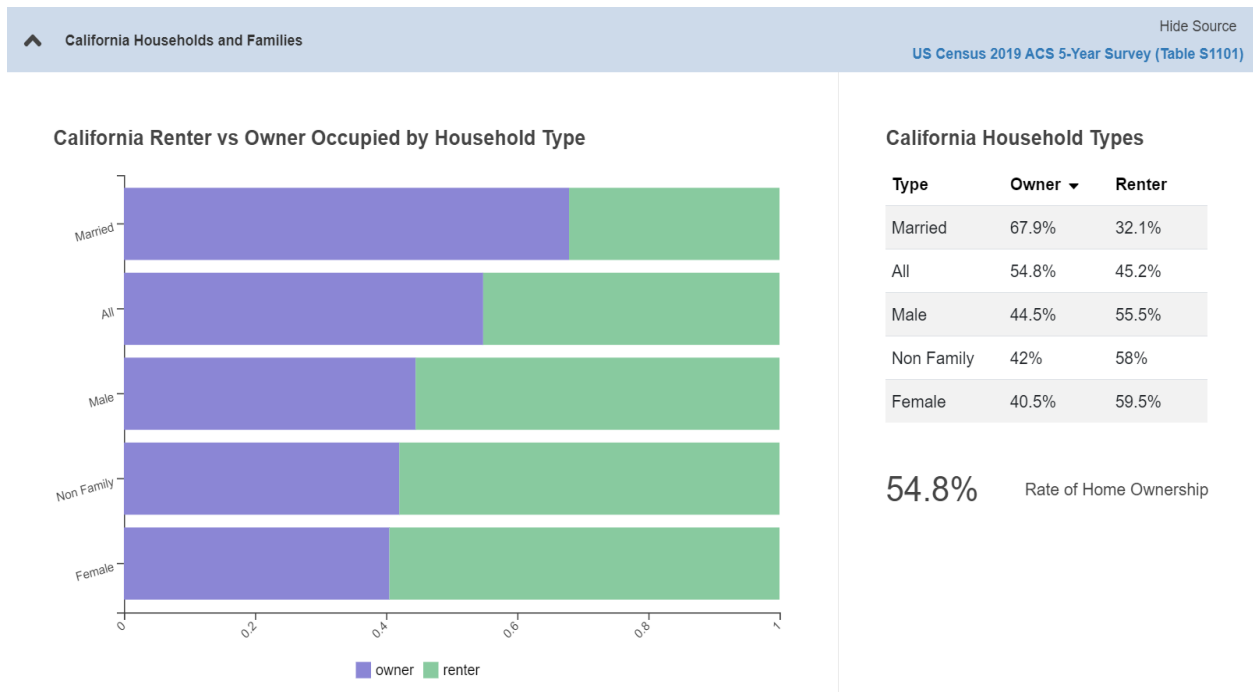 California Households and Families
Hide Source
US Census 2019 ACS 5-Year Survey (Table S1101)
California Renter vs Owner Occupied by Household Type
Married
All
Male
Non Family
Female
0
0.2
0.4
0.6
0.8
1
owner
renter
California Household Types
Type Owner Renter
Married 67.9% 32.1%
All 54.8% 45.2%
Male 44.5% 55.5%
Non Family 42% 58%
Female 40.5% 59.5%
54.8% Rate of Home Ownership